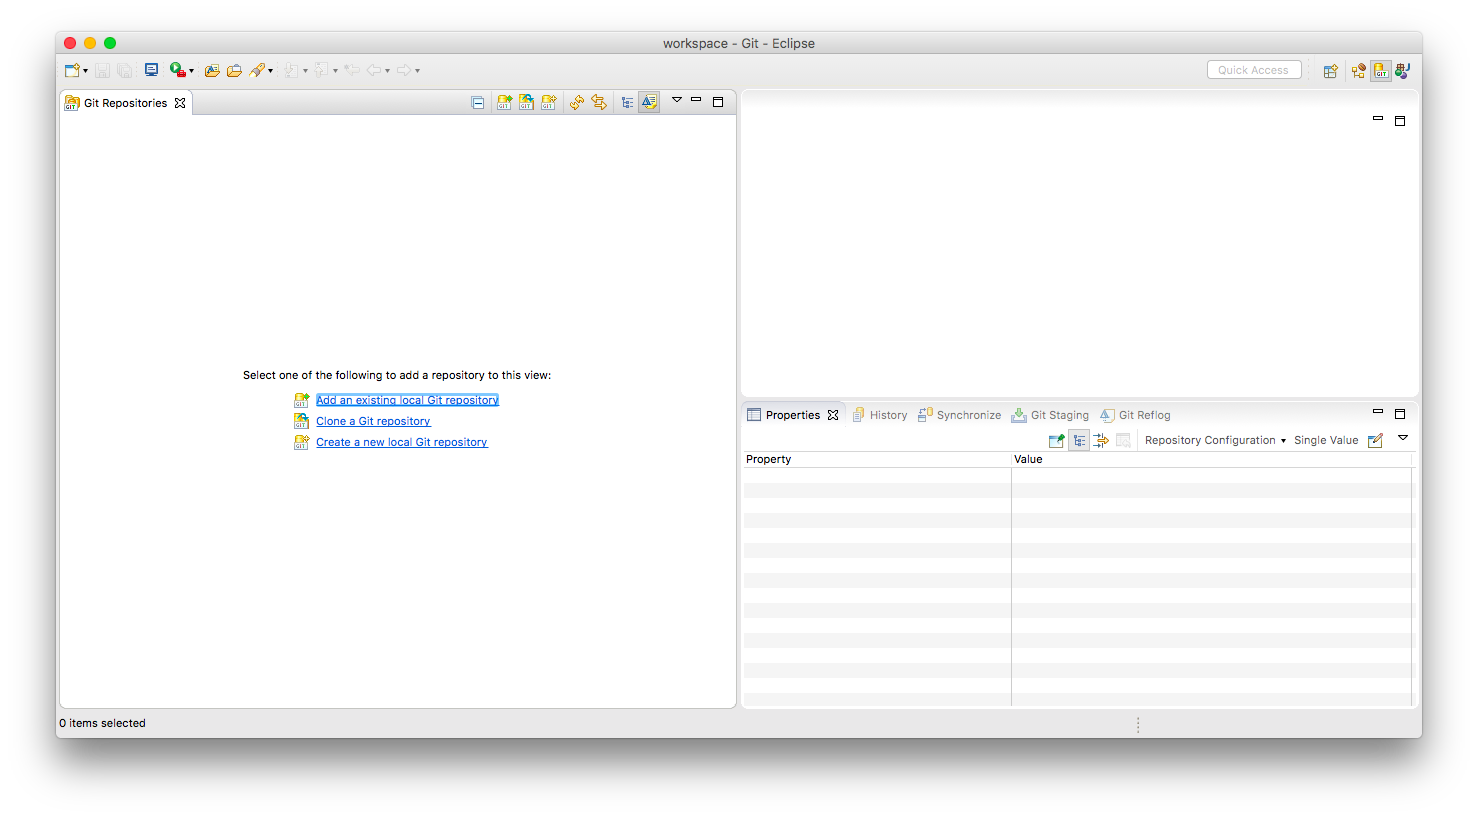 workspace - Git - Eclipse
Quick Access
Git Repositories
Select one of the following to add a repository to this view:
Add an existing local Git repository
Clone a Git repository
Create a new local Git repository
Properties History Synchronize Git Staging Git Reflog
Repository Configuration Single Value
Property Value
0 items selected